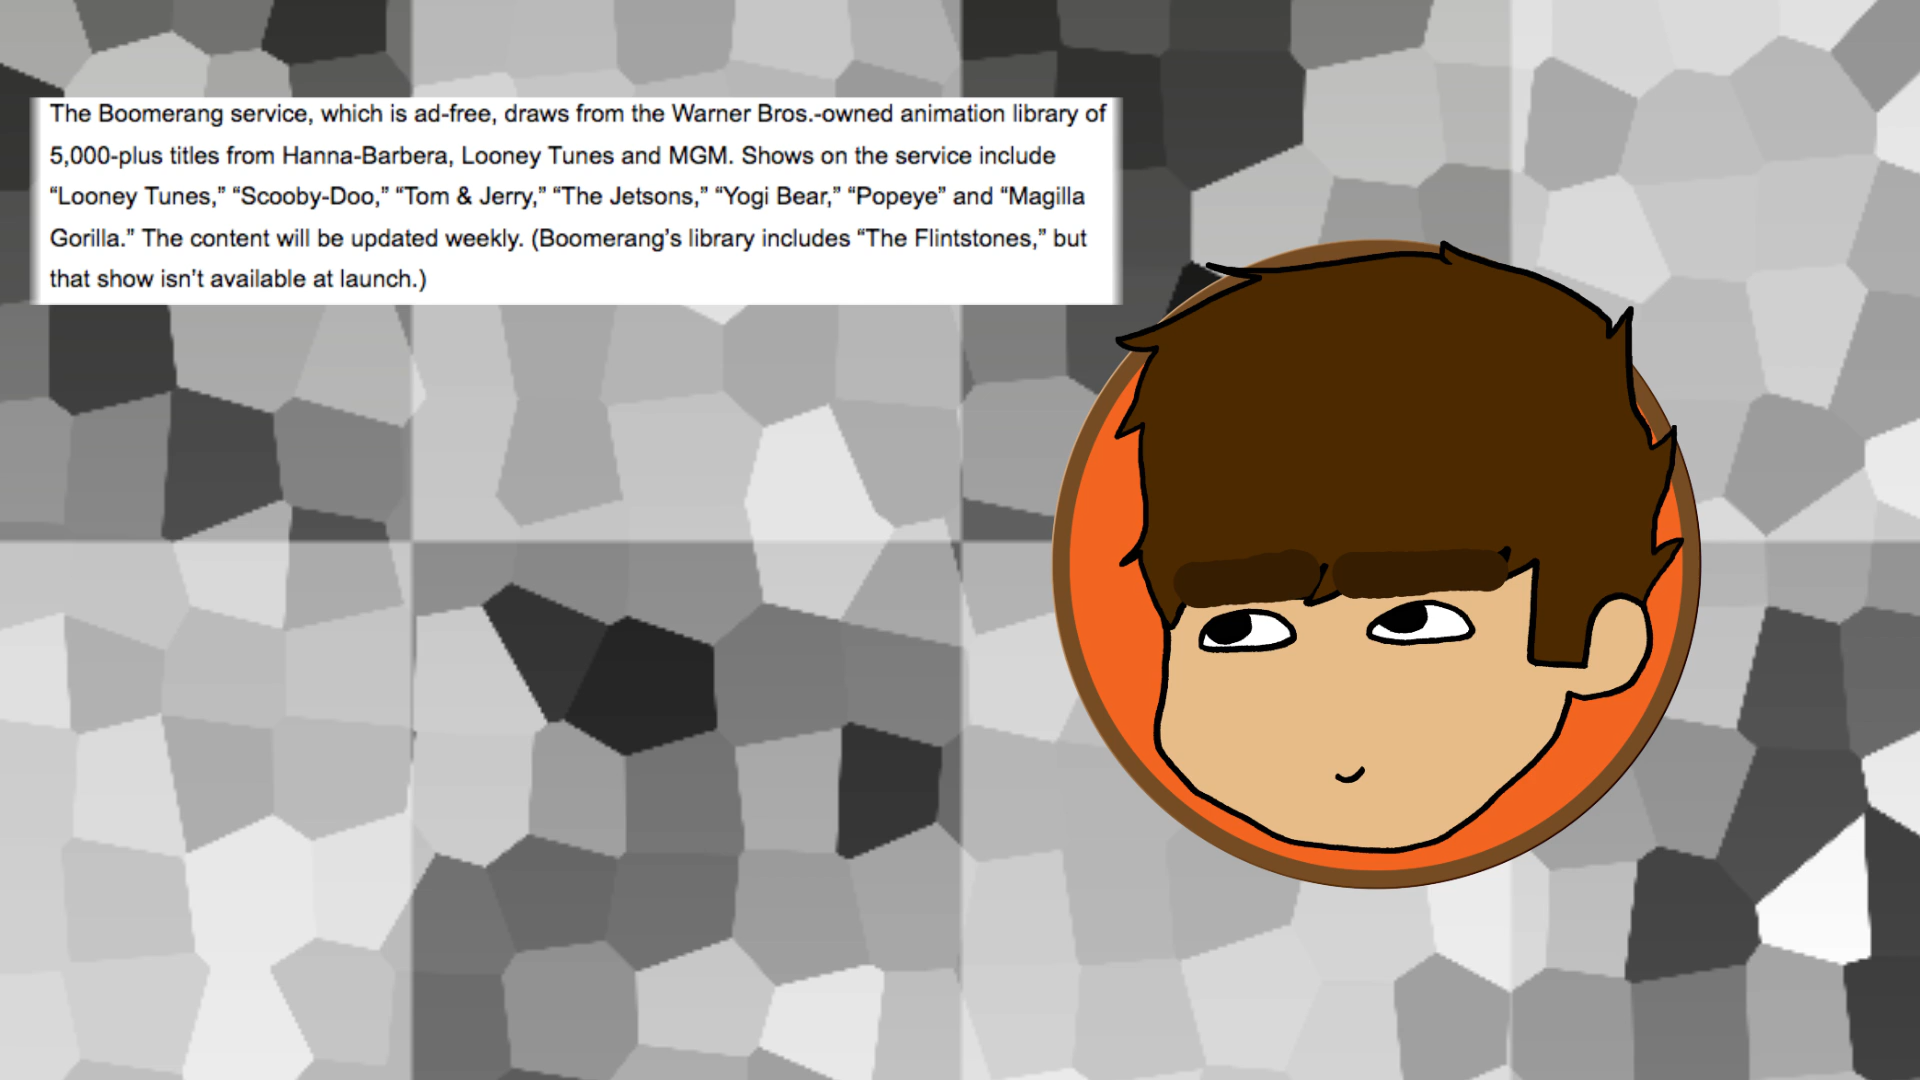 The Boomerang service, which is ad-free, draws from the Warner Bros.-owned animation library of
5,000-plus titles from Hanna-Barbera, Looney Tunes and MGM. Shows on the service include
“Looney Tunes,” “Scooby-Doo,” “Tom & Jerry,” “The Jetsons,” “Yogi Bear,” “Popeye” and “Magilla
Gorilla.” The content will be updated weekly. (Boomerang’s library includes “The Flintstones,” but
that show isn’t available at launch.)